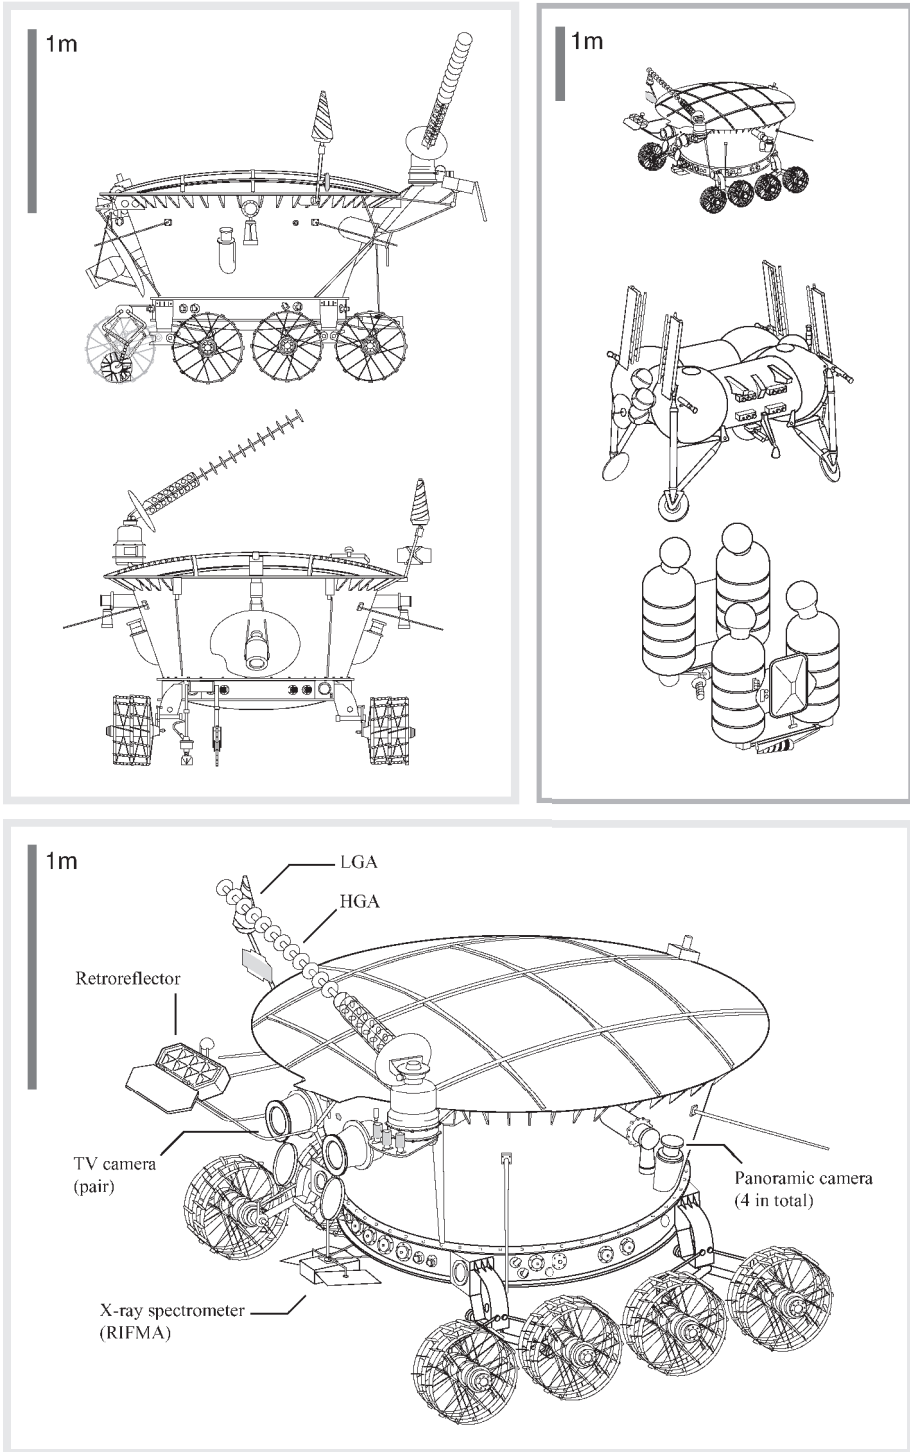 1m
1m
1m
LGA
HGA
Retroreflector
TV camera
(pair)
Panoramic camera
(4 in total)
X-ray spectrometer
(RIFMA)